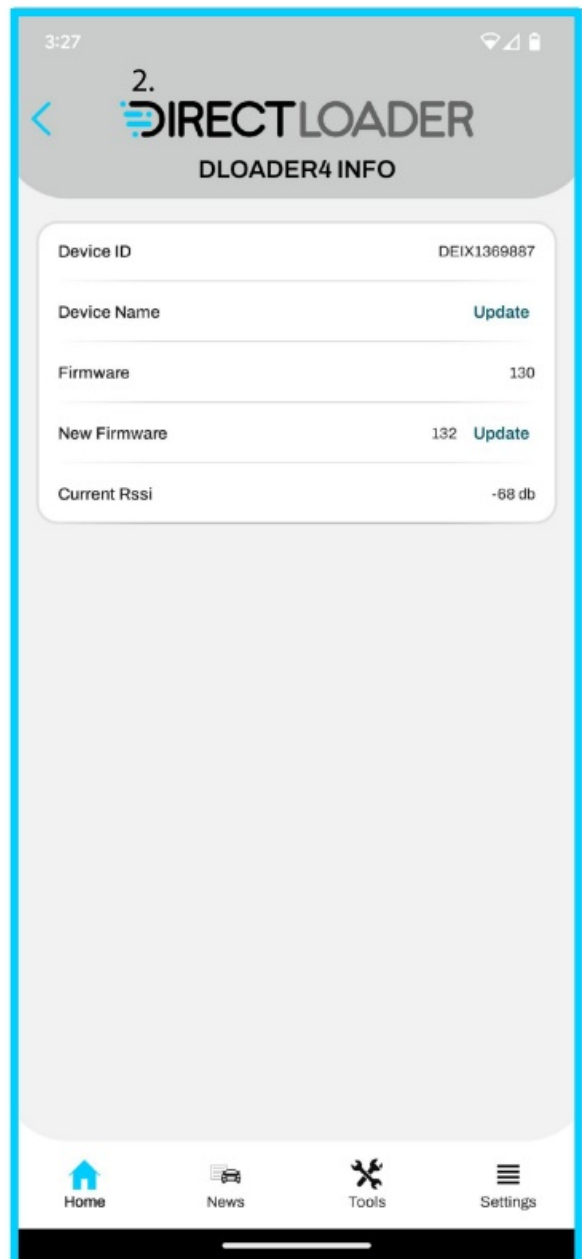 3:27
2.
DIRECTLOADER
DLOADER4 INFO
Device ID DEIX1369887
Device Name Update
Firmware 130
New Firmware 132 Update
Current Rssi -68 db
Home News Tools Settings